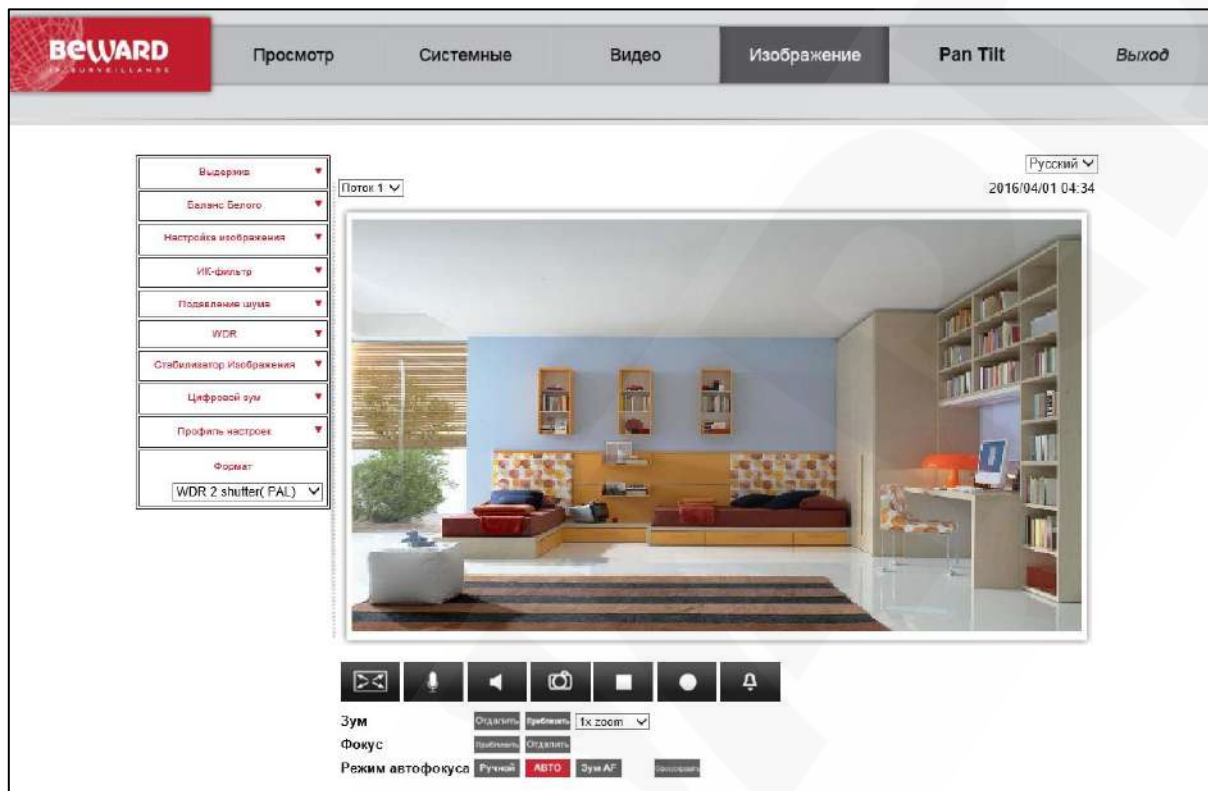 BEWARD
IP SURVEILLANCE
Просмотр Системные Видео Изображение Pan Tilt Выход
Русский
2016/04/01 04:34
Поток 1
Выдержка
Баланс Белого
Настройка изображения
ИК-фильтр
Подавление шума
WDR
Стабилизатор Изображения
Цифровой зум
Профиль настроек
Формат
WDR 2 shutter( PAL)
Зум Отдалить Приблизить 1x zoom
Фокус Приблизить Отдалить
Режим автофокуса Ручной АВТО Зум AF